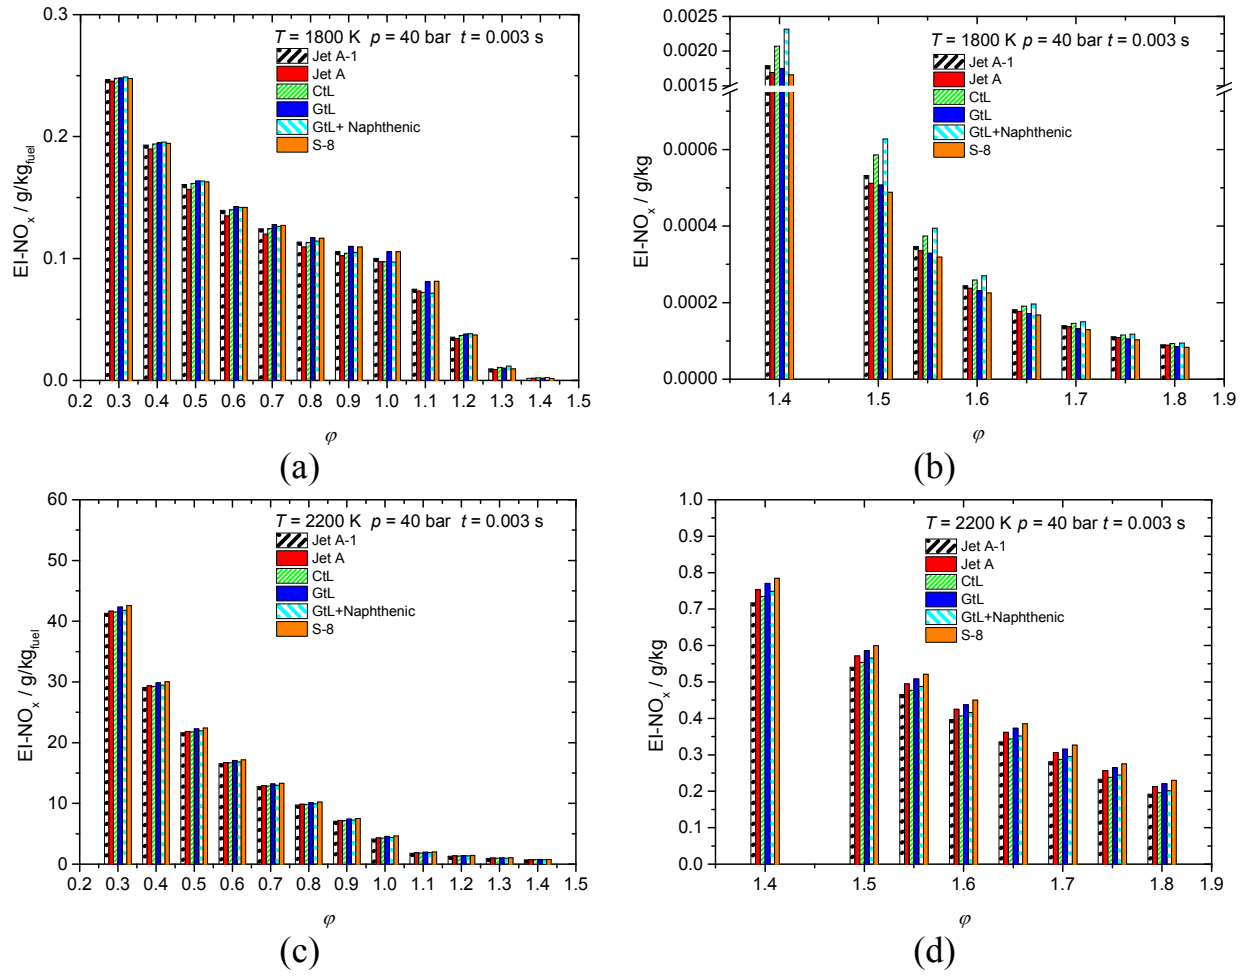 0.3
0.2
0.1
0.0
EI-NOx / g/kgfuel
T = 1800 K p = 40 bar t = 0.003 s
Jet A-1
Jet A
CtL
GtL
GtL+ Naphthenic
S-8
0.2 0.3 0.4 0.5 0.6 0.7 0.8 0.9 1.0 1.1 1.2 1.3 1.4 1.5
φ
(a)
0.0025
0.0020
0.0015
0.0006
0.0004
0.0002
0.0000
EI-NOx / g/kg
T = 1800 K p = 40 bar t = 0.003 s
Jet A-1
Jet A
CtL
GtL
GtL+Naphthenic
S-8
1.4 1.5 1.6 1.7 1.8 1.9
φ
(b)
60
50
40
30
20
10
0
EI-NOx / g/kgfuel
T = 2200 K p = 40 bar t = 0.003 s
Jet A-1
Jet A
CtL
GtL
GtL+Naphthenic
S-8
0.2 0.3 0.4 0.5 0.6 0.7 0.8 0.9 1.0 1.1 1.2 1.3 1.4 1.5
φ
(c)
1.0
0.9
0.8
0.7
0.6
0.5
0.4
0.3
0.2
0.1
0.0
EI-NOx / g/kg
T = 2200 K p = 40 bar t = 0.003 s
Jet A-1
Jet A
CtL
GtL
GtL+Naphthenic
S-8
1.4 1.5 1.6 1.7 1.8 1.9
φ
(d)